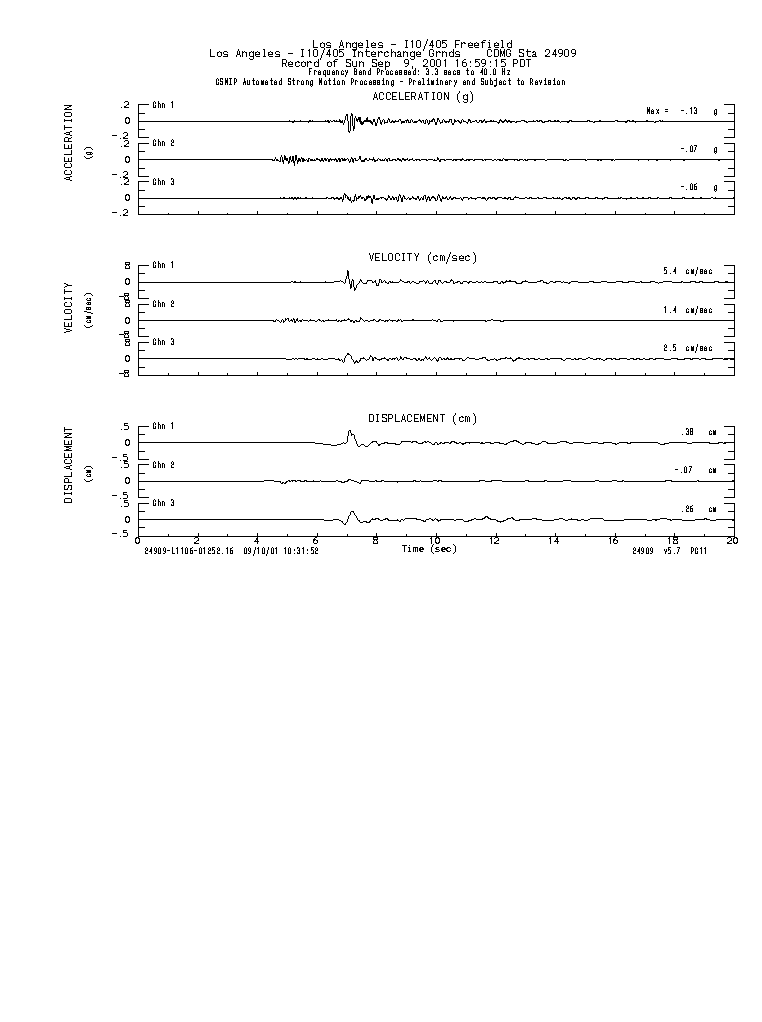 Los Angeles - I10/405 Freefield
Los Angeles - I10/405 Interchange Grnds CDMG Sta 24909
Record of Sun Sep 9, 2001 16:59:15 PDT
Frequency Band Processed: 3.3 secs to 40.0 Hz
CSMIP Automated Strong Motion Processing - Preliminary and Subject to Revision
ACCELERATION (g)
ACCELERATION
(g)
.2 Chn 1
Max = -.13 g
0
-.2
.2 Chn 2
-.07 g
0
-.2
.2 Chn 3
-.06 g
0
-.2
VELOCITY (cm/sec)
VELOCITY
(cm/sec)
8 Chn 1
5.4 cm/sec
0
-8
8 Chn 2
1.4 cm/sec
0
-8
8 Chn 3
2.5 cm/sec
0
-8
DISPLACEMENT (cm)
DISPLACEMENT
(cm)
.5 Chn 1
.38 cm
0
-.5
.5 Chn 2
-.07 cm
0
-.5
.5 Chn 3
.26 cm
0
-.5
0 2 4 6 8 10 12 14 16 18 20
Time (sec)
24909-L1106-01252.16 09/10/01 10:31:52
24909 v5.7 PC11